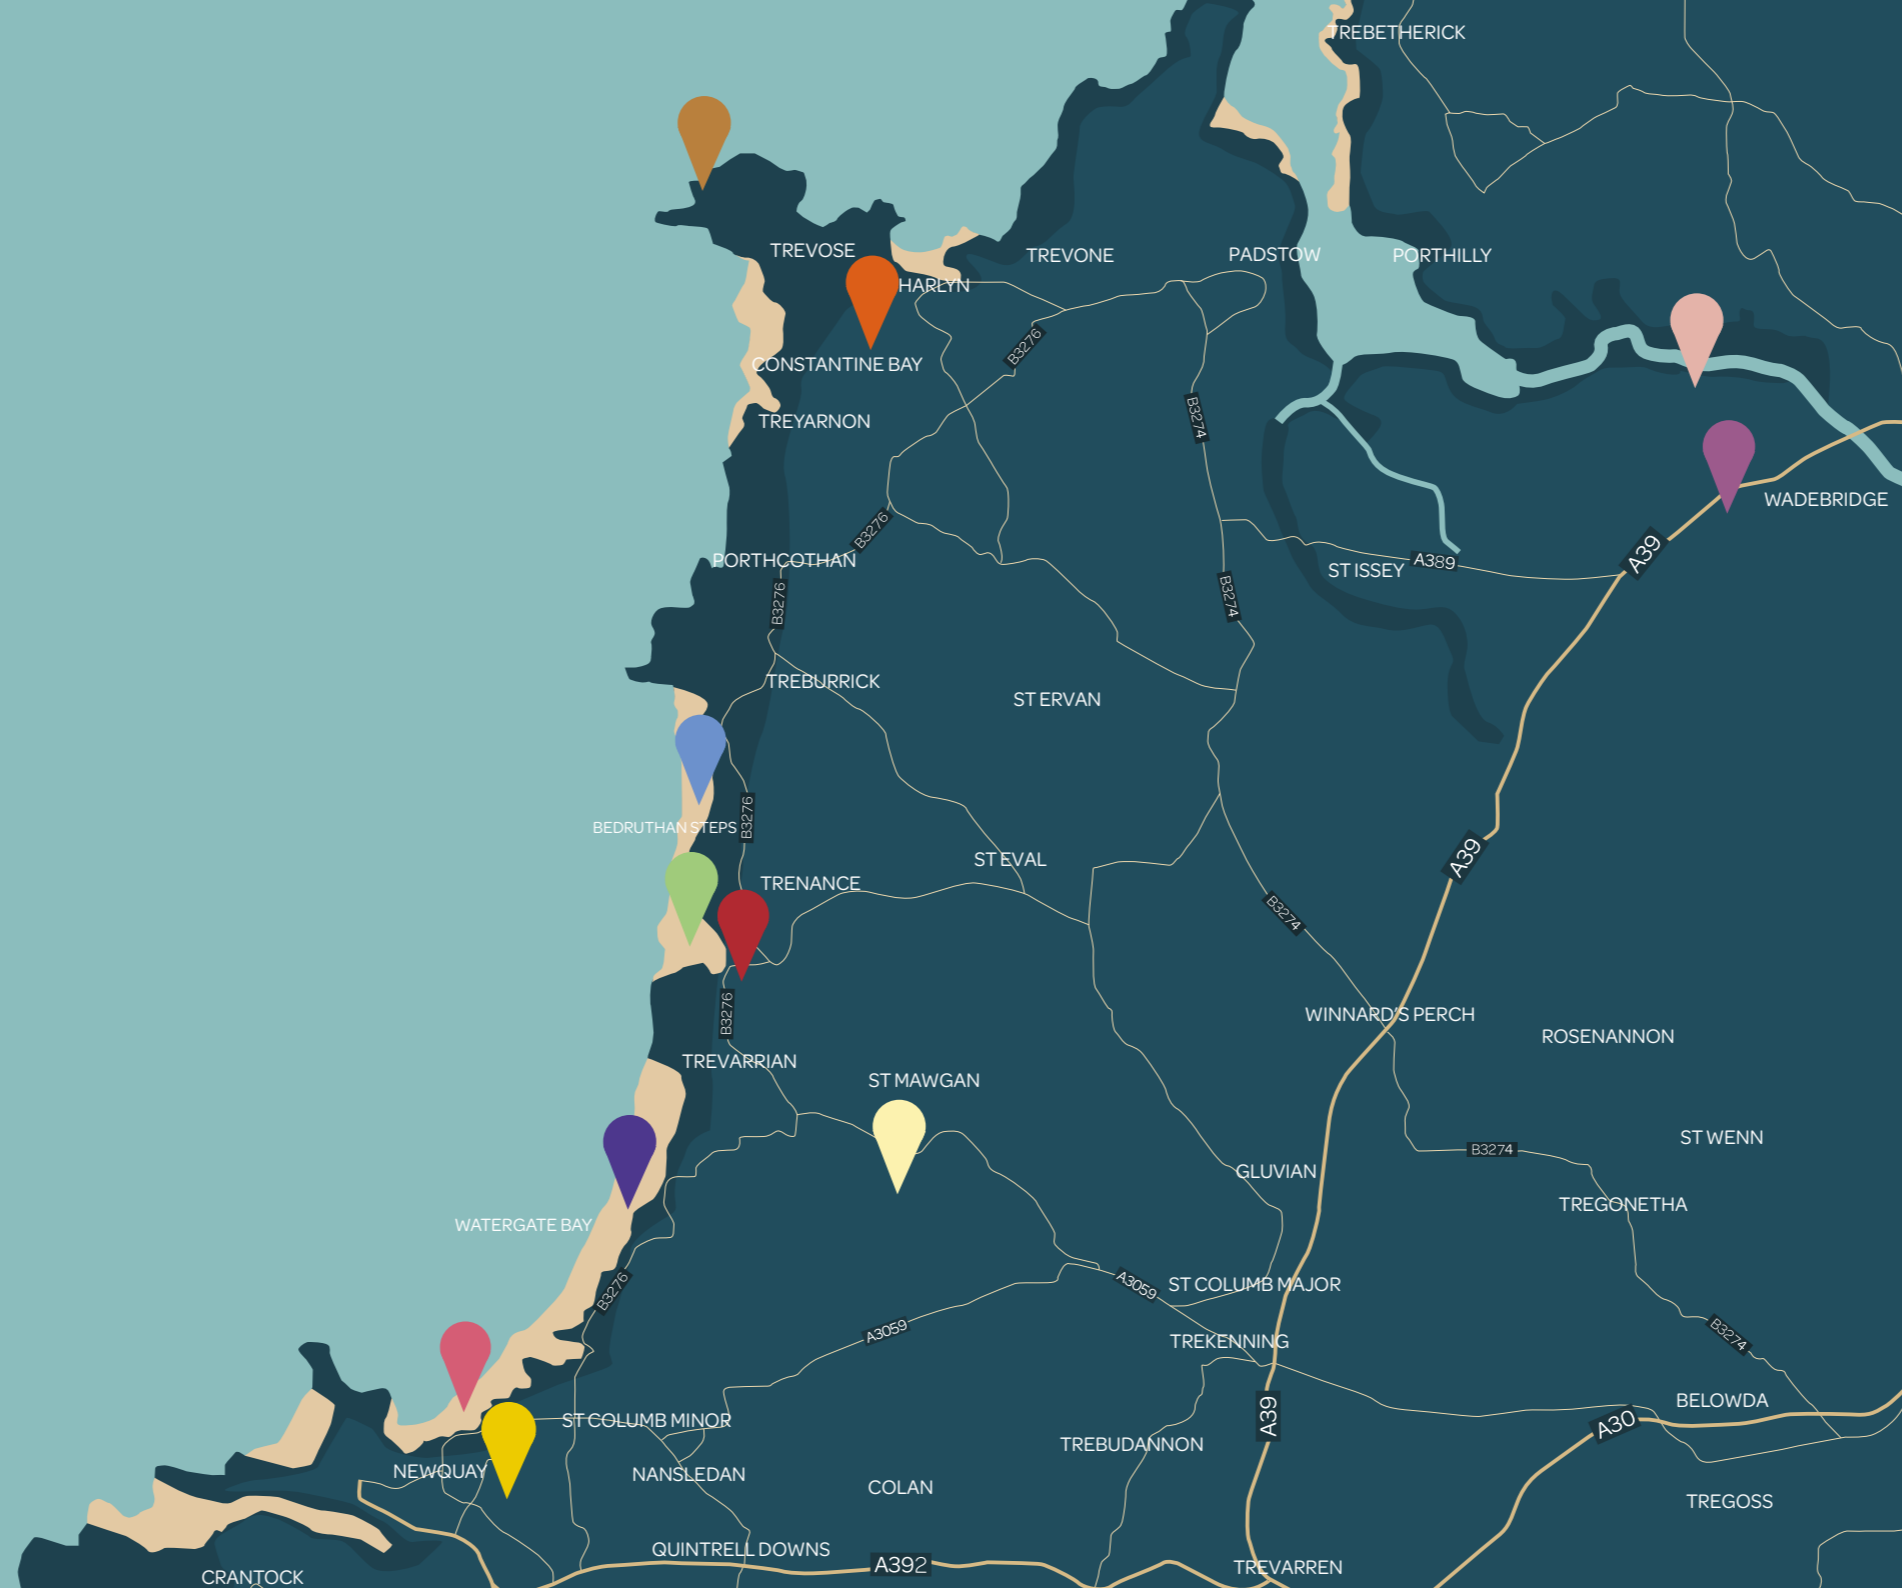 TREBETHERICK
TREVOSE
TREVONE
PADSTOW
PORTHILLY
HARLYN
B3276
CONSTANTINE BAY
TREYARNON
B3274
WADEBRIDGE
B3276
A39
PORTHCOTHAN
ST ISSEY
A389
B3276
B3274
TREBURRICK
ST ERVAN
B3276
BEDRUTHAN STEPS
A39
ST EVAL
TRENANCE
B3274
B3276
WINNARD'S PERCH
ROSENANNON
TREVARRIAN
ST MAWGAN
ST WENN
B3274
GLUVIAN
TREGONETHA
WATERGATE BAY
B3276
A3059
ST COLUMB MAJOR
A3059
TREKENNING
B3274
BELOWDA
A39
ST COLUMB MINOR
A30
TREBUDANNON
NEWQUAY
NANSLEDAN
COLAN
TREGOSS
QUINTRELL DOWNS
A392
TREVARREN
CRANTOCK